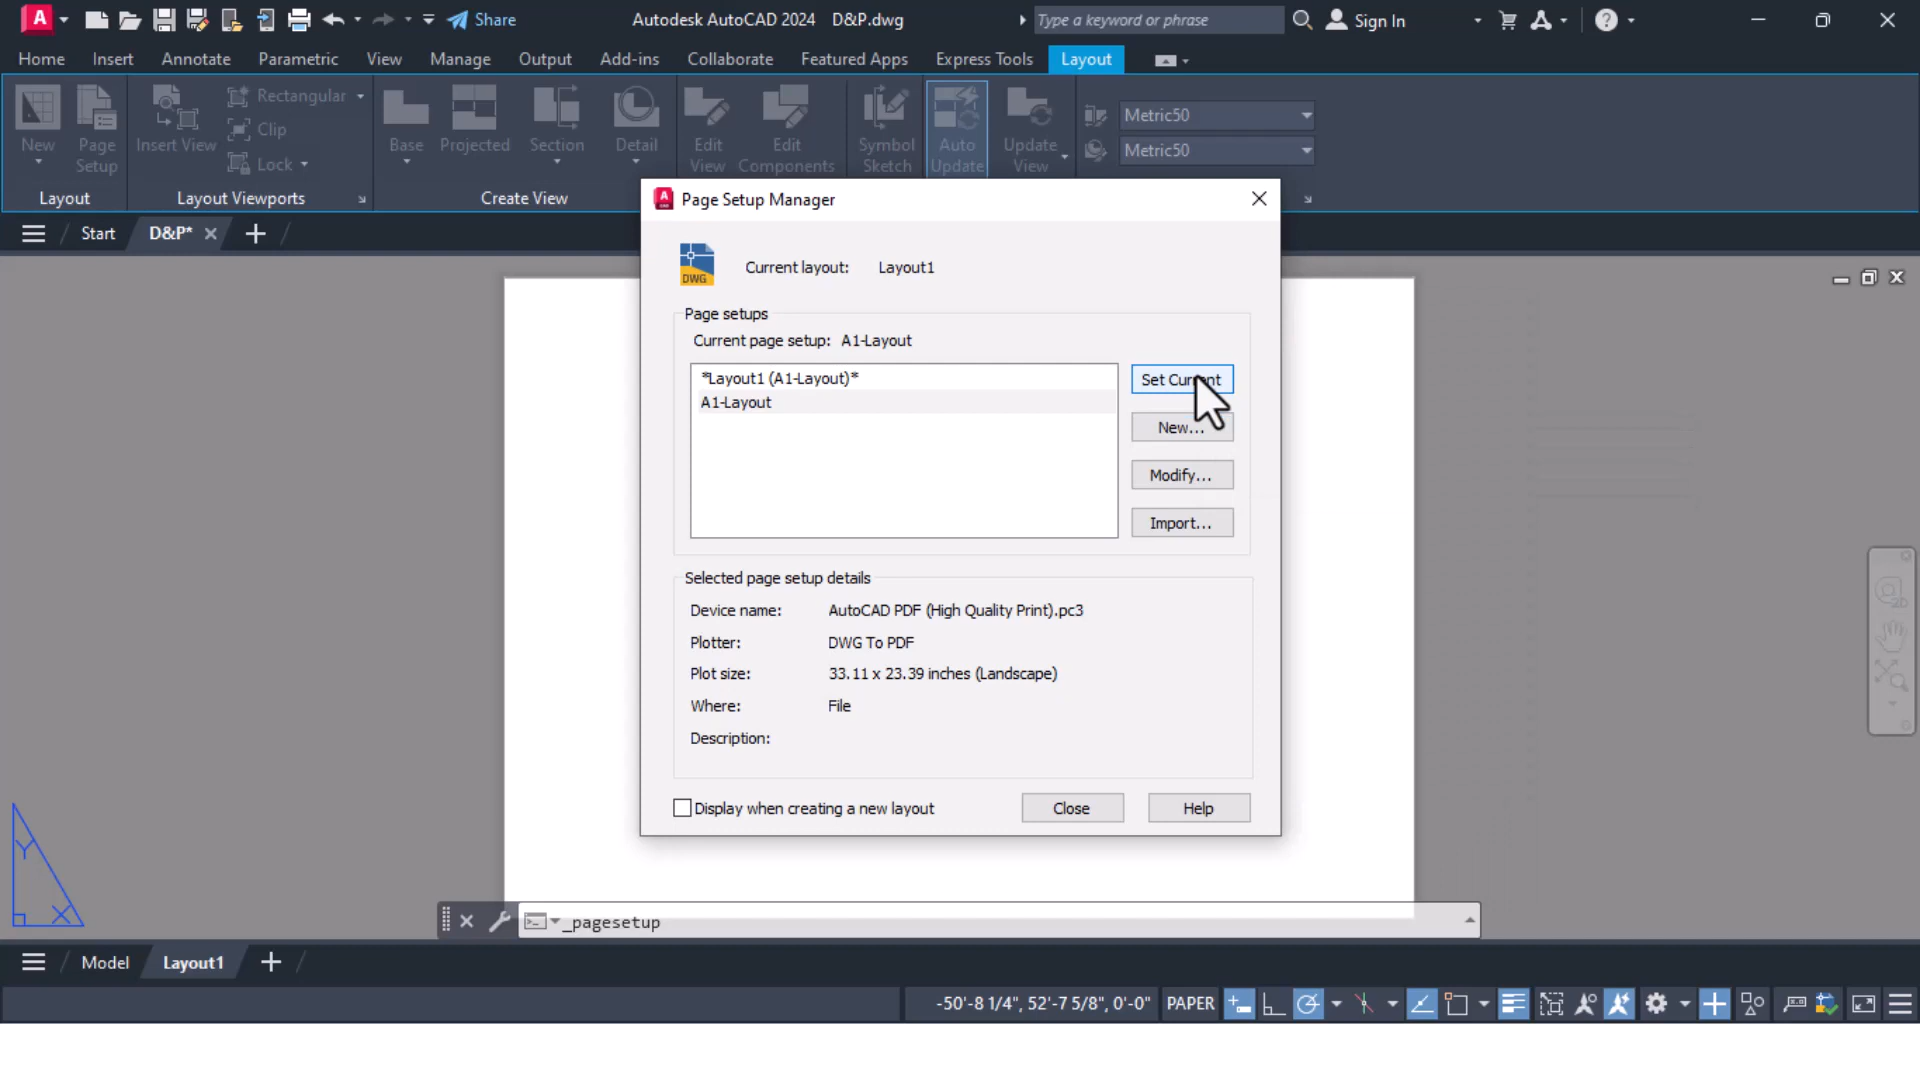 Share
Autodesk AutoCAD 2024 D&P.dwg
Type a keyword or phrase
Sign In
Home Insert Annotate Parametric View Manage Output Add-ins Collaborate Featured Apps Express Tools Layout
New
Page Setup
Insert View
Rectangular
Clip
Lock
Base
Projected
Section
Detail
Edit View
Edit Components
Symbol Sketch
Auto Update
Update View
Metric50
Metric50
Layout
Layout Viewports
Create View
Start
D&P*
Page Setup Manager
DWG
Current layout: Layout1
Page setups
Current page setup: A1-Layout
*Layout1 (A1-Layout)*
A1-Layout
Set Current
New...
Modify...
Import...
Selected page setup details
Device name: AutoCAD PDF (High Quality Print).pc3
Plotter: DWG To PDF
Plot size: 33.11 x 23.39 inches (Landscape)
Where: File
Description:
Display when creating a new layout
Close
Help
Y
X
_pagesetup
Model
Layout1
-50'-8 1/4", 52'-7 5/8", 0'-0"
PAPER